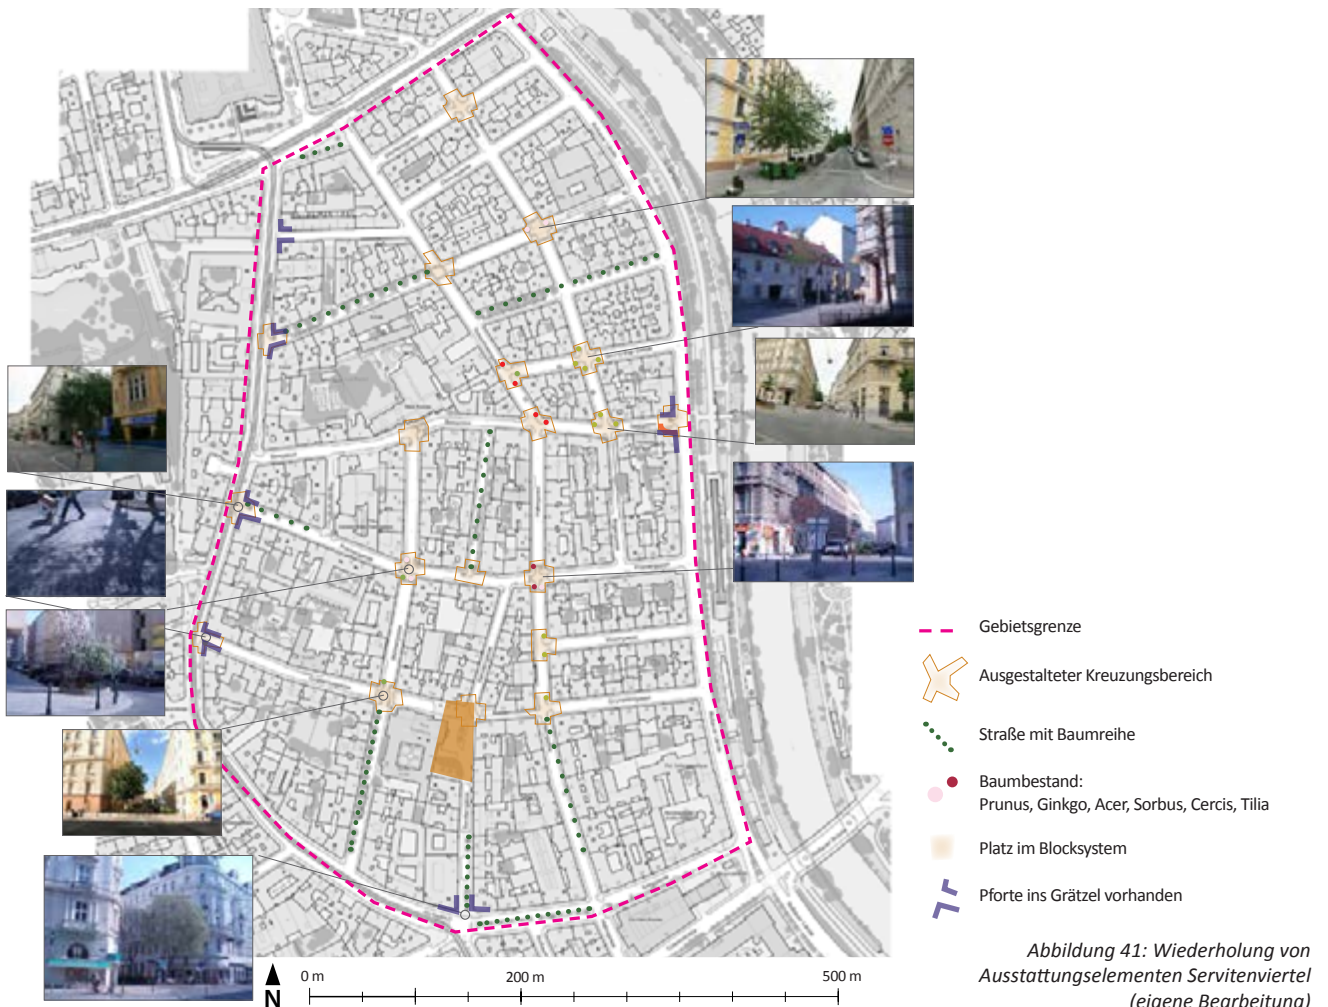 Gebietsgrenze
Ausgestalteter Kreuzungsbereich
Straße mit Baumreihe
Baumbestand:
Prunus, Ginkgo, Acer, Sorbus, Cercis, Tilia
Platz im Blocksystem
Pforte ins Grätzel vorhanden
Abbildung 41: Wiederholung von
Ausstattungselementen Servitenviertel
(eigene Bearbeitung)
N
0 m 200 m 500 m